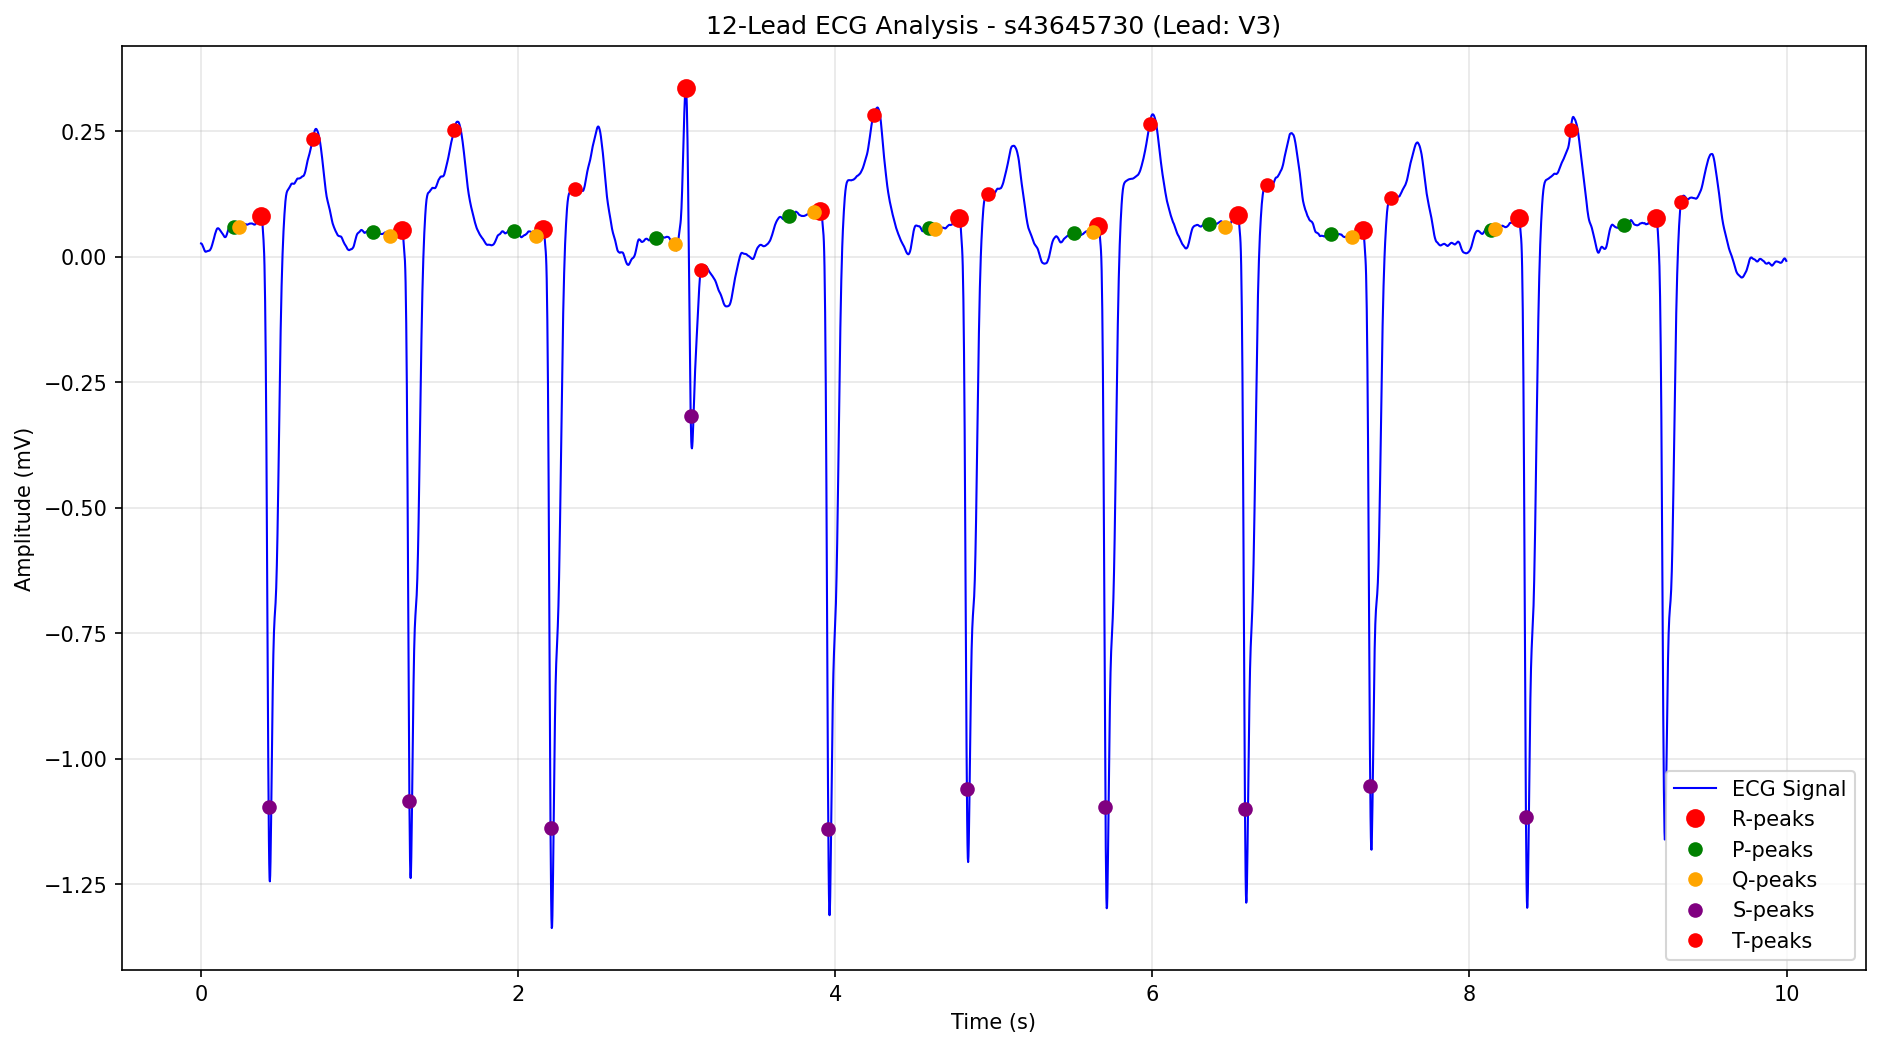 12-Lead ECG Analysis - s43645730 (Lead: V3)
Amplitude (mV)
0.25
0.00
−0.25
−0.50
−0.75
−1.00
−1.25
ECG Signal
R-peaks
P-peaks
Q-peaks
S-peaks
T-peaks
0 2 4 6 8 10
Time (s)